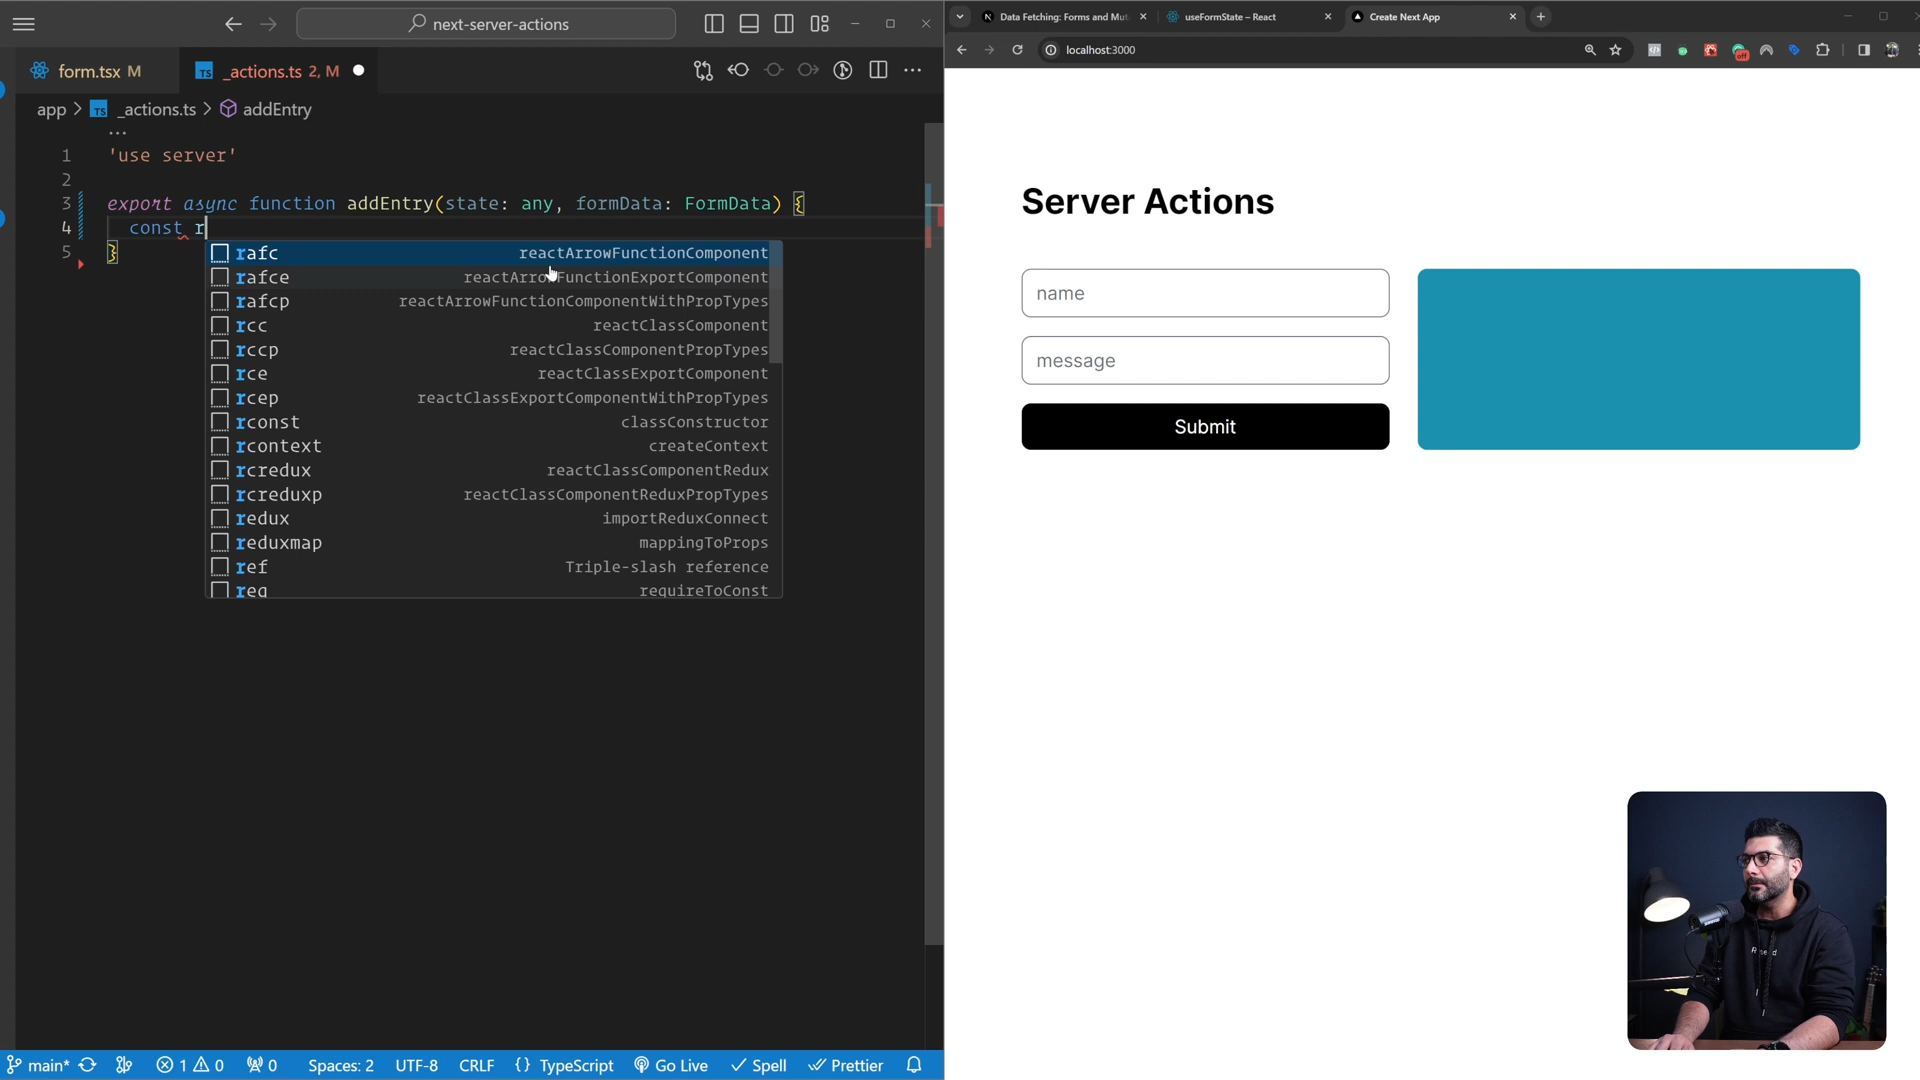 next-server-actions
form.tsx M
TS _actions.ts 2, M
app > TS _actions.ts > addEntry
...
1 'use server'
2
3 export async function addEntry(state: any, formData: FormData) {
4 const r
5 }
rafc reactArrowFunctionComponent
rafce reactArrowFunctionExportComponent
rafcp reactArrowFunctionComponentWithPropTypes
rcc reactClassComponent
rccp reactClassComponentPropTypes
rce reactClassExportComponent
rcep reactClassExportComponentWithPropTypes
rconst classConstructor
rcontext createContext
rcredux reactClassComponentRedux
rcreduxp reactClassComponentReduxPropTypes
redux importReduxConnect
reduxmap mappingToProps
ref Triple-slash reference
req requireToConst
main* 1 0 0 Spaces: 2 UTF-8 CRLF {} TypeScript Go Live Spell Prettier
Data Fetching: Forms and Mut
useFormState – React
Create Next App
localhost:3000
off
Server Actions
name
message
Submit